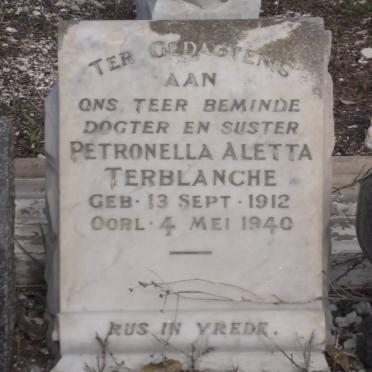 TER GEDAGTENIS
AAN
ONS TEER BEMINDE
DOGTER EN SUSTER
PETRONELLA ALETTA
TERBLANCHE
GEB · 13 SEPT · 1912
OORL · 4 MEI 1940
RUS IN VREDE.